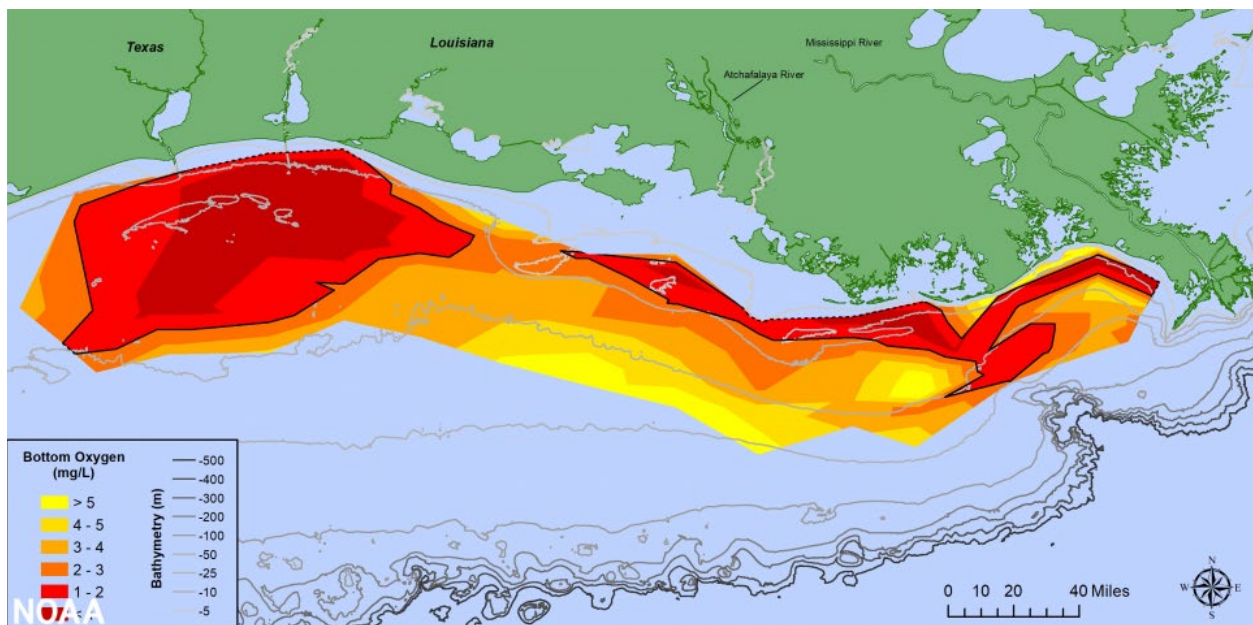 Texas
Louisiana
Mississippi River
Atchafalaya River
Bottom Oxygen
(mg/L)
> 5
4 - 5
3 - 4
2 - 3
1 - 2
Bathymetry (m)
-500
-400
-300
-200
-100
-50
-25
-10
-5
NOAA
0 10 20 40 Miles
N
W E
S